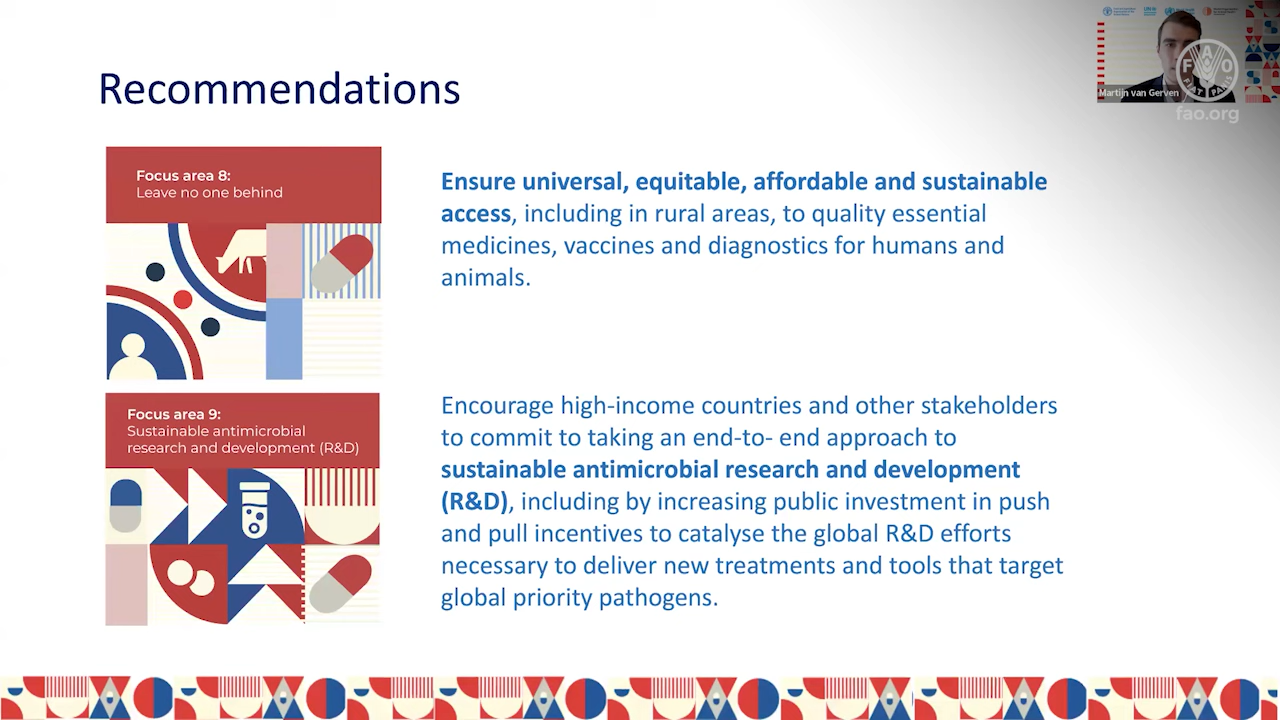 Recommendations
Focus area 8:
Leave no one behind
Ensure universal, equitable, affordable and sustainable
access, including in rural areas, to quality essential
medicines, vaccines and diagnostics for humans and
animals.
Focus area 9:
Sustainable antimicrobial
research and development (R&D)
Encourage high-income countries and other stakeholders
to commit to taking an end-to- end approach to
sustainable antimicrobial research and development
(R&D), including by increasing public investment in push
and pull incentives to catalyse the global R&D efforts
necessary to deliver new treatments and tools that target
global priority pathogens.
Martijn van Gerven
FAO
FIAT PANIS
fao.org